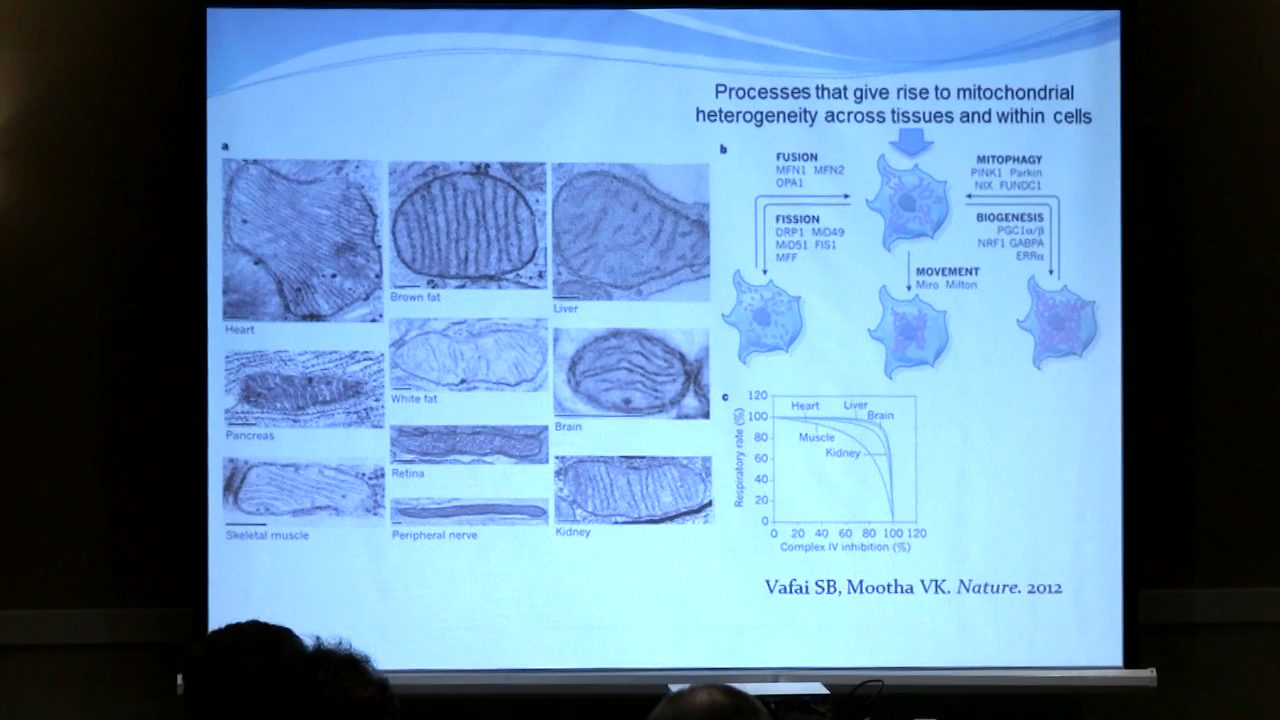 Processes that give rise to mitochondrial
heterogeneity across tissues and within cells
a
Heart
Brown fat
Liver
Pancreas
White fat
Brain
Retina
Skeletal muscle
Peripheral nerve
Kidney
b
FUSION
MFN1 MFN2
OPA1
FISSION
DRP1 MiD49
MiD51 FIS1
MFF
MITOPHAGY
PINK1 Parkin
NIX FUNDC1
BIOGENESIS
PGC1α/β
NRF1 GABPA
ERRα
MOVEMENT
Miro Milton
c
Respiratory rate (%)
120
100
80
60
40
20
0
Heart
Liver
Brain
Muscle
Kidney
0 20 40 60 80 100 120
Complex IV inhibition (%)
Vafai SB, Mootha VK. Nature. 2012